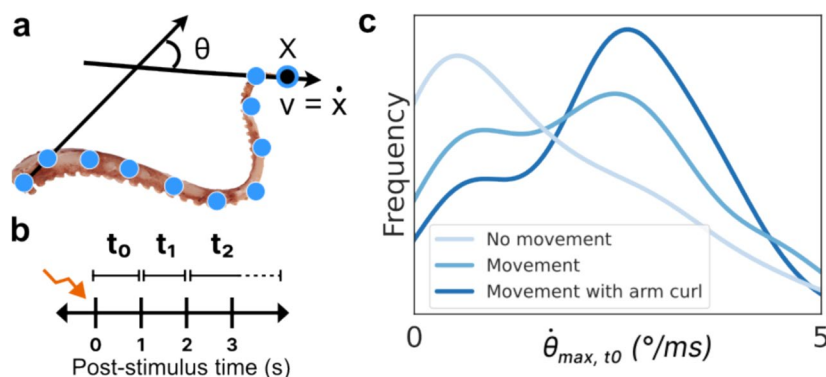 a
θ
X
v = ẋ
b
t₀ t₁ t₂
0 1 2 3
Post-stimulus time (s)
c
Frequency
No movement
Movement
Movement with arm curl
0 5
θ̇max, t0 (°/ms)